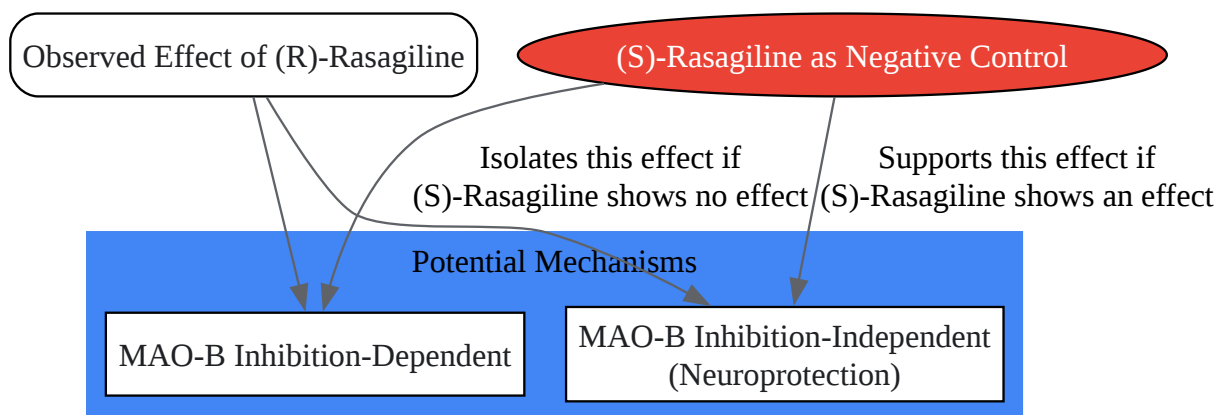 Observed Effect of (R)-Rasagiline
(S)-Rasagiline as Negative Control
Isolates this effect if
(S)-Rasagiline shows no effect
Supports this effect if
(S)-Rasagiline shows an effect
Potential Mechanisms
MAO-B Inhibition-Dependent
MAO-B Inhibition-Independent
(Neuroprotection)